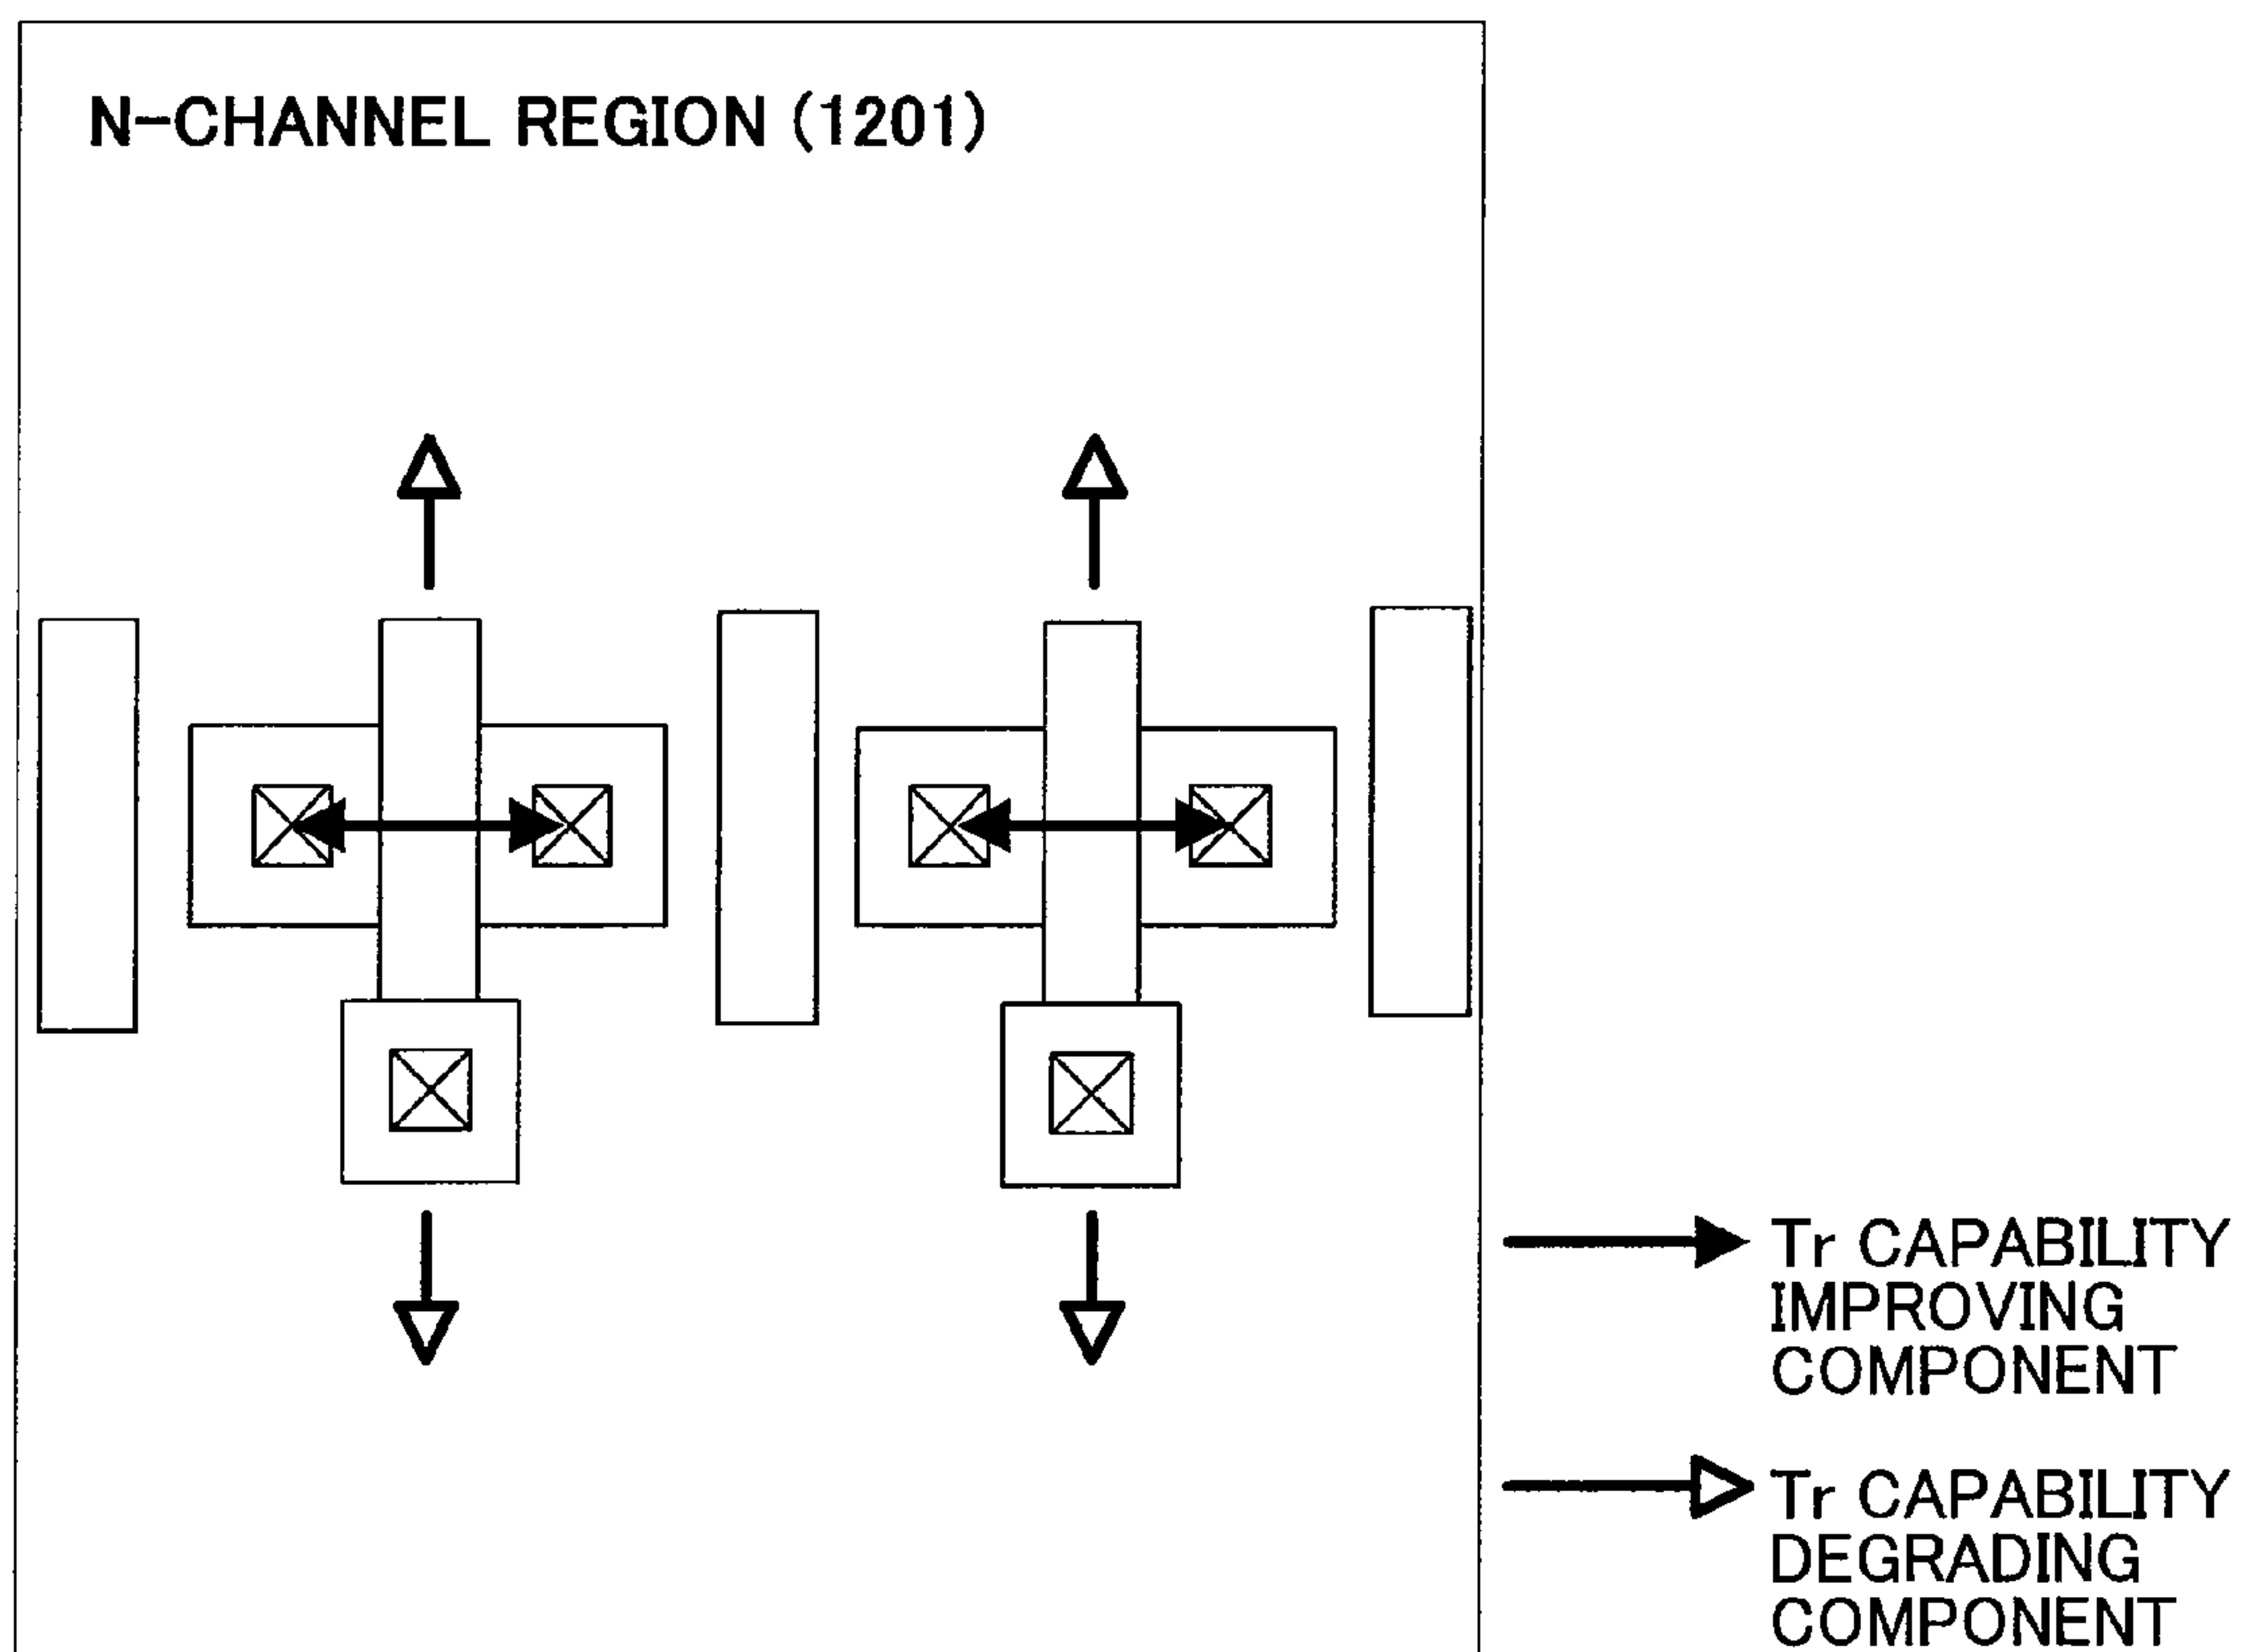 N-CHANNEL REGION (1201)
Tr CAPABILITY
IMPROVING
COMPONENT
Tr CAPABILITY
DEGRADING
COMPONENT